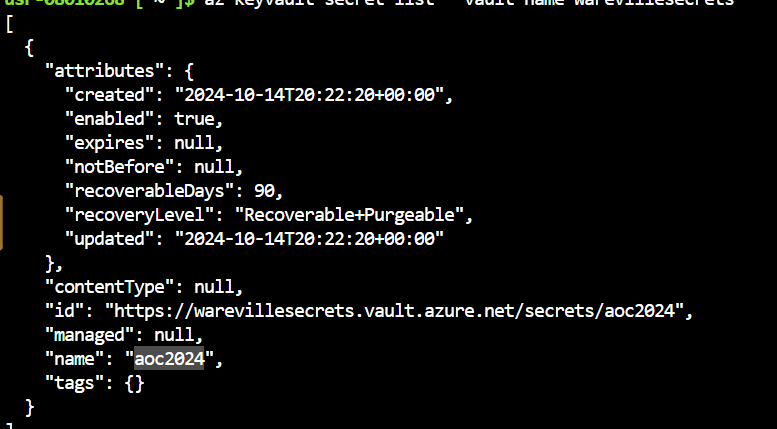 [ ~ ]$ az keyvault secret list --vault-name warevillesecrets
[
  {
    "attributes": {
      "created": "2024-10-14T20:22:20+00:00",
      "enabled": true,
      "expires": null,
      "notBefore": null,
      "recoverableDays": 90,
      "recoveryLevel": "Recoverable+Purgeable",
      "updated": "2024-10-14T20:22:20+00:00"
    },
    "contentType": null,
    "id": "https://warevillesecrets.vault.azure.net/secrets/aoc2024",
    "managed": null,
    "name": "aoc2024",
    "tags": {}
  }
]